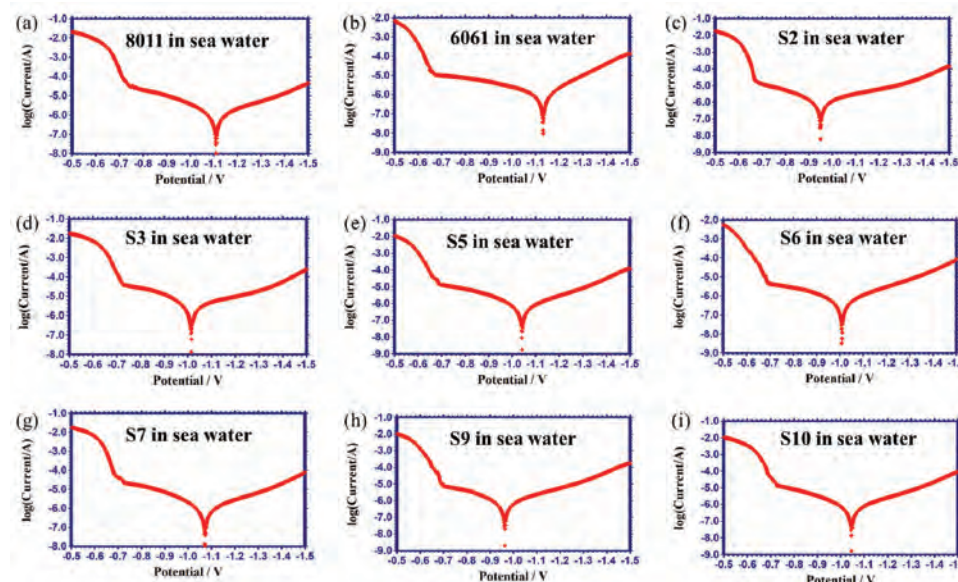 (a)
8011 in sea water
log(Current/A)
-1.0
-2.0
-3.0
-4.0
-5.0
-6.0
-7.0
-8.0
-0.5 -0.6 -0.7 -0.8 -0.9 -1.0 -1.1 -1.2 -1.3 -1.4 -1.5
Potential / V
(b)
6061 in sea water
log(Current/A)
-2.0
-3.0
-4.0
-5.0
-6.0
-7.0
-8.0
-9.0
-0.5 -0.6 -0.7 -0.8 -0.9 -1.0 -1.1 -1.2 -1.3 -1.4 -1.5
Potential / V
(c)
S2 in sea water
log(Current/A)
-1.0
-2.0
-3.0
-4.0
-5.0
-6.0
-7.0
-8.0
-9.0
-0.5 -0.6 -0.7 -0.8 -0.9 -1.0 -1.1 -1.2 -1.3 -1.4 -1.5
Potential / V
(d)
S3 in sea water
log(Current/A)
-1.0
-2.0
-3.0
-4.0
-5.0
-6.0
-7.0
-8.0
-0.5 -0.6 -0.7 -0.8 -0.9 -1.0 -1.1 -1.2 -1.3 -1.4 -1.5
Potential / V
(e)
S5 in sea water
log(Current/A)
-1.0
-2.0
-3.0
-4.0
-5.0
-6.0
-7.0
-8.0
-9.0
-0.5 -0.6 -0.7 -0.8 -0.9 -1.0 -1.1 -1.2 -1.3 -1.4 -1.5
Potential / V
(f)
S6 in sea water
log(Current/A)
-2.0
-3.0
-4.0
-5.0
-6.0
-7.0
-8.0
-9.0
-0.5 -0.6 -0.7 -0.8 -0.9 -1.0 -1.1 -1.2 -1.3 -1.4 -1.5
Potential / V
(g)
S7 in sea water
log(Current/A)
-1.0
-2.0
-3.0
-4.0
-5.0
-6.0
-7.0
-8.0
-0.5 -0.6 -0.7 -0.8 -0.9 -1.0 -1.1 -1.2 -1.3 -1.4 -1.5
Potential / V
(h)
S9 in sea water
log(Current/A)
-1.0
-2.0
-3.0
-4.0
-5.0
-6.0
-7.0
-8.0
-9.0
-0.5 -0.6 -0.7 -0.8 -0.9 -1.0 -1.1 -1.2 -1.3 -1.4 -1.5
Potential / V
(i)
S10 in sea water
log(Current/A)
-1.0
-2.0
-3.0
-4.0
-5.0
-6.0
-7.0
-8.0
-9.0
-0.5 -0.6 -0.7 -0.8 -0.9 -1.0 -1.1 -1.2 -1.3 -1.4 -1.5
Potential / V